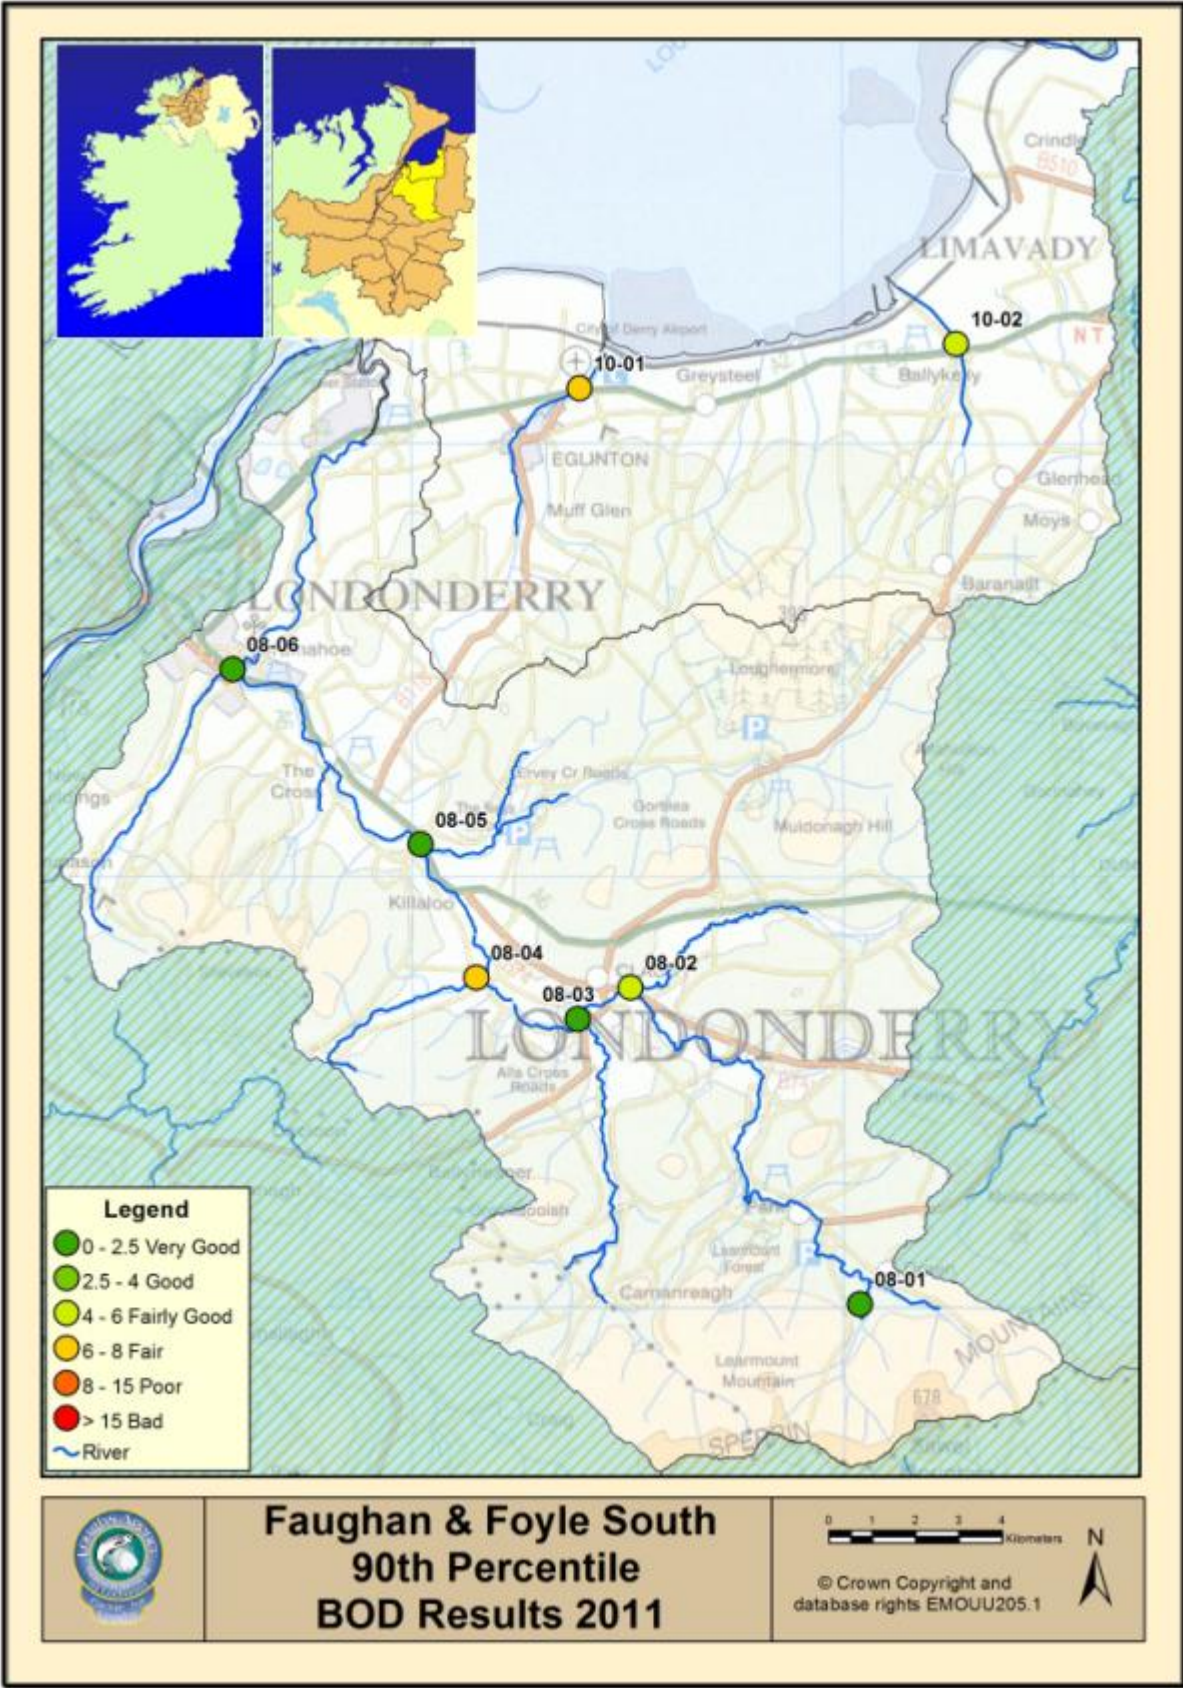 LOU
Crindle
B510
LIMAVADY
10-02
N T
City of Derry Airport
10-01
Greysteel
Ballykelly
EGLINTON
Glenhead
Muff Glen
Moys
LONDONDERRY
Baranailt
08-06
Loughermore
The
Cross
Ervey Cr Roads
08-05
Gortnea
Cross Roads
Muldonagh Hill
Killaloo
08-04
08-02
08-03
LONDONDERRY
Alla Cross
Roads
B74
Park
Learmount
Forest
08-01
Carnanreagh
Learmount
Mountain
678
SPERRIN
Legend
0 - 2.5 Very Good
2.5 - 4 Good
4 - 6 Fairly Good
6 - 8 Fair
8 - 15 Poor
> 15 Bad
River
Faughan & Foyle South
90th Percentile
BOD Results 2011
0 1 2 3 4
Kilometers
N
© Crown Copyright and
database rights EMOUU205.1